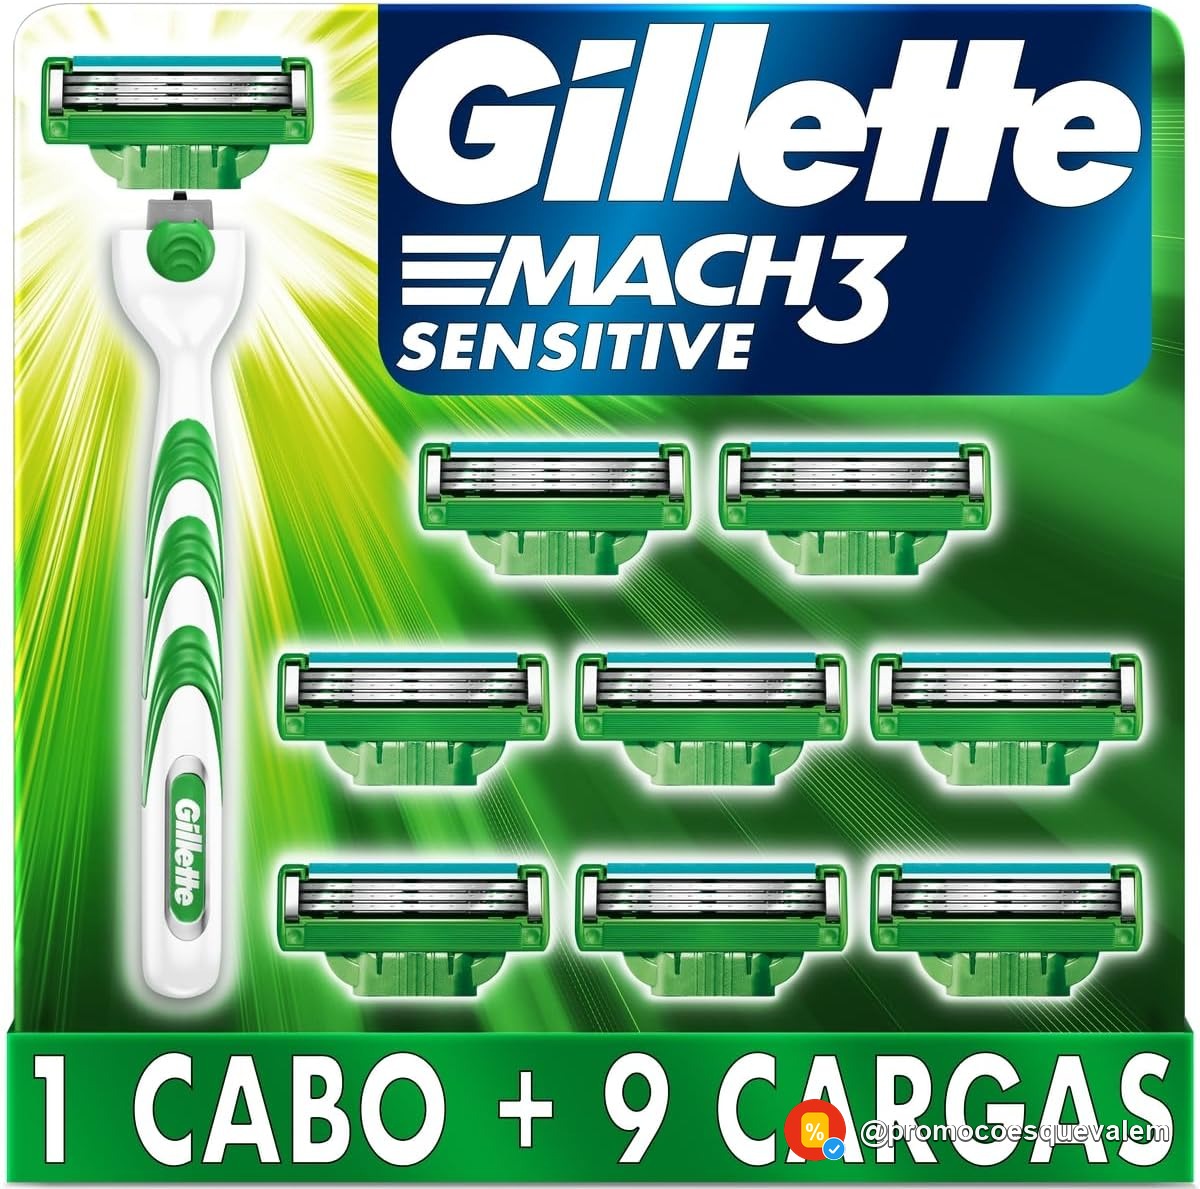 Gillette
MACH3
SENSITIVE
Gillette
1 CABO + 9 CARGAS
% @promocoesquevalem